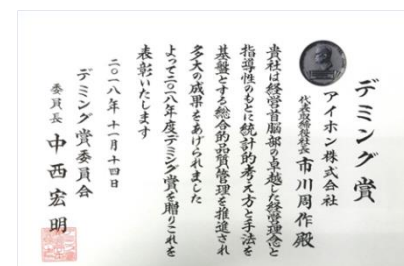 デミング賞
アイホン株式会社
代表取締役社長 市川周作殿
貴社は経営首脳部の卓越した経営理念と
指導性のもとに統計的考え方と手法を
基盤とする総合的品質管理を推進され
多大の成果をあげられました
よって二〇一八年度デミング賞を贈りこれを
表彰いたします
二〇一八年十一月十四日
デミング賞委員会
委員長 中西宏明